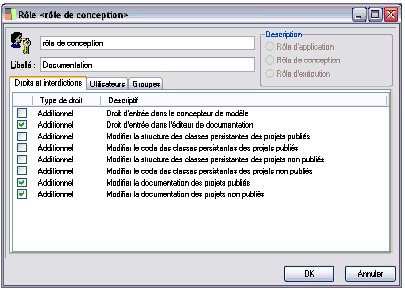 Rôle <rôle de conception>
rôle de conception
Libellé :
Documentation
Description
Rôle d'application
Rôle de conception
Rôle d'exécution
Droits et interdictions
Utilisateurs
Groupes
Type de droit
Descriptif
Additionnel
Droit d'entrée dans le concepteur de modèle
Additionnel
Droit d'entrée dans l'éditeur de documentation
Additionnel
Modifier la structure des classes persistantes des projets publiés
Additionnel
Modifier le code des classes persistantes des projets publiés
Additionnel
Modifier la structure des classes persistantes des projets non publiés
Additionnel
Modifier le code des classes persistantes des projets non publiés
Additionnel
Modifier la documentation des projets publiés
Additionnel
Modifier la documentation des projets non publiés
OK
Annuler